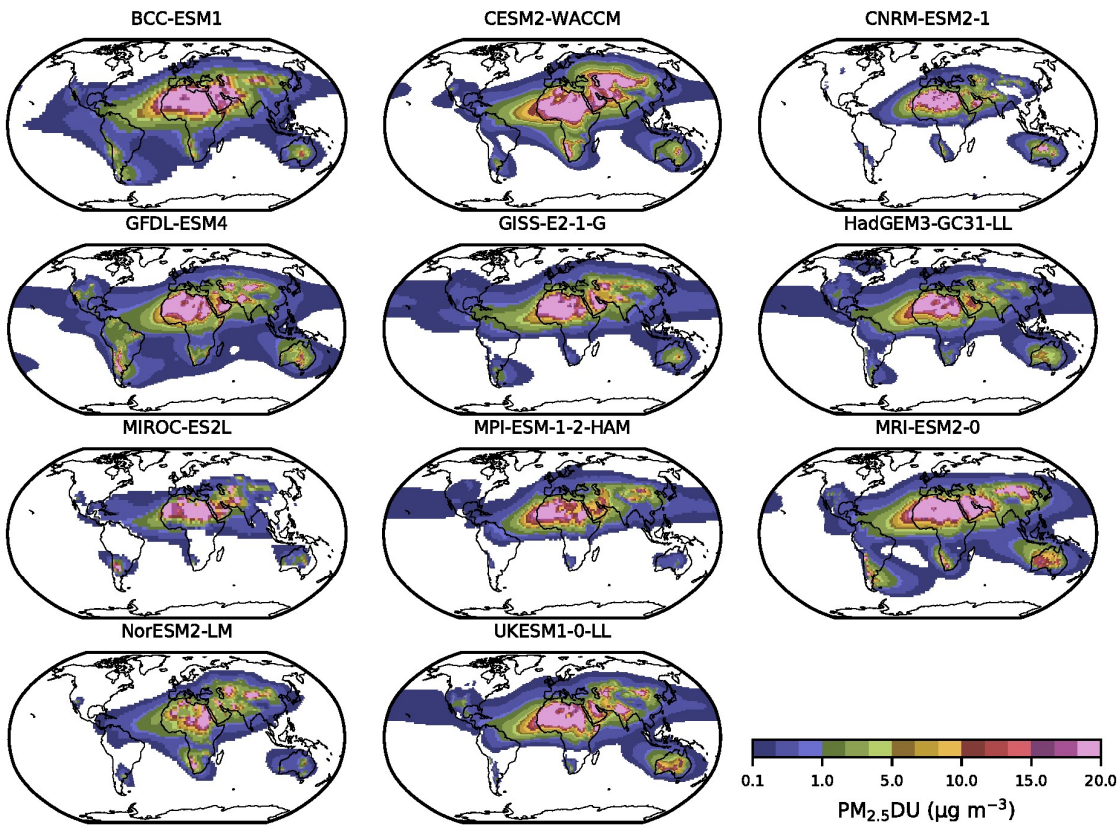 BCC-ESM1 CESM2-WACCM CNRM-ESM2-1
GFDL-ESM4 GISS-E2-1-G HadGEM3-GC31-LL
MIROC-ES2L MPI-ESM-1-2-HAM MRI-ESM2-0
NorESM2-LM UKESM1-0-LL
0.1 1.0 5.0 10.0 15.0 20.0
PM2.5DU (µg m−3)